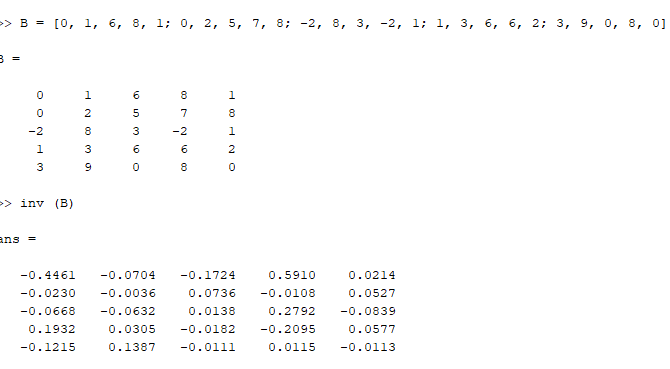 >> B = [0, 1, 6, 8, 1; 0, 2, 5, 7, 8; -2, 8, 3, -2, 1; 1, 3, 6, 6, 2; 3, 9, 0, 8, 0]
B =
0 1 6 8 1
0 2 5 7 8
-2 8 3 -2 1
1 3 6 6 2
3 9 0 8 0
>> inv (B)
ans =
-0.4461 -0.0704 -0.1724 0.5910 0.0214
-0.0230 -0.0036 0.0736 -0.0108 0.0527
-0.0668 -0.0632 0.0138 0.2792 -0.0839
0.1932 0.0305 -0.0182 -0.2095 0.0577
-0.1215 0.1387 -0.0111 0.0115 -0.0113